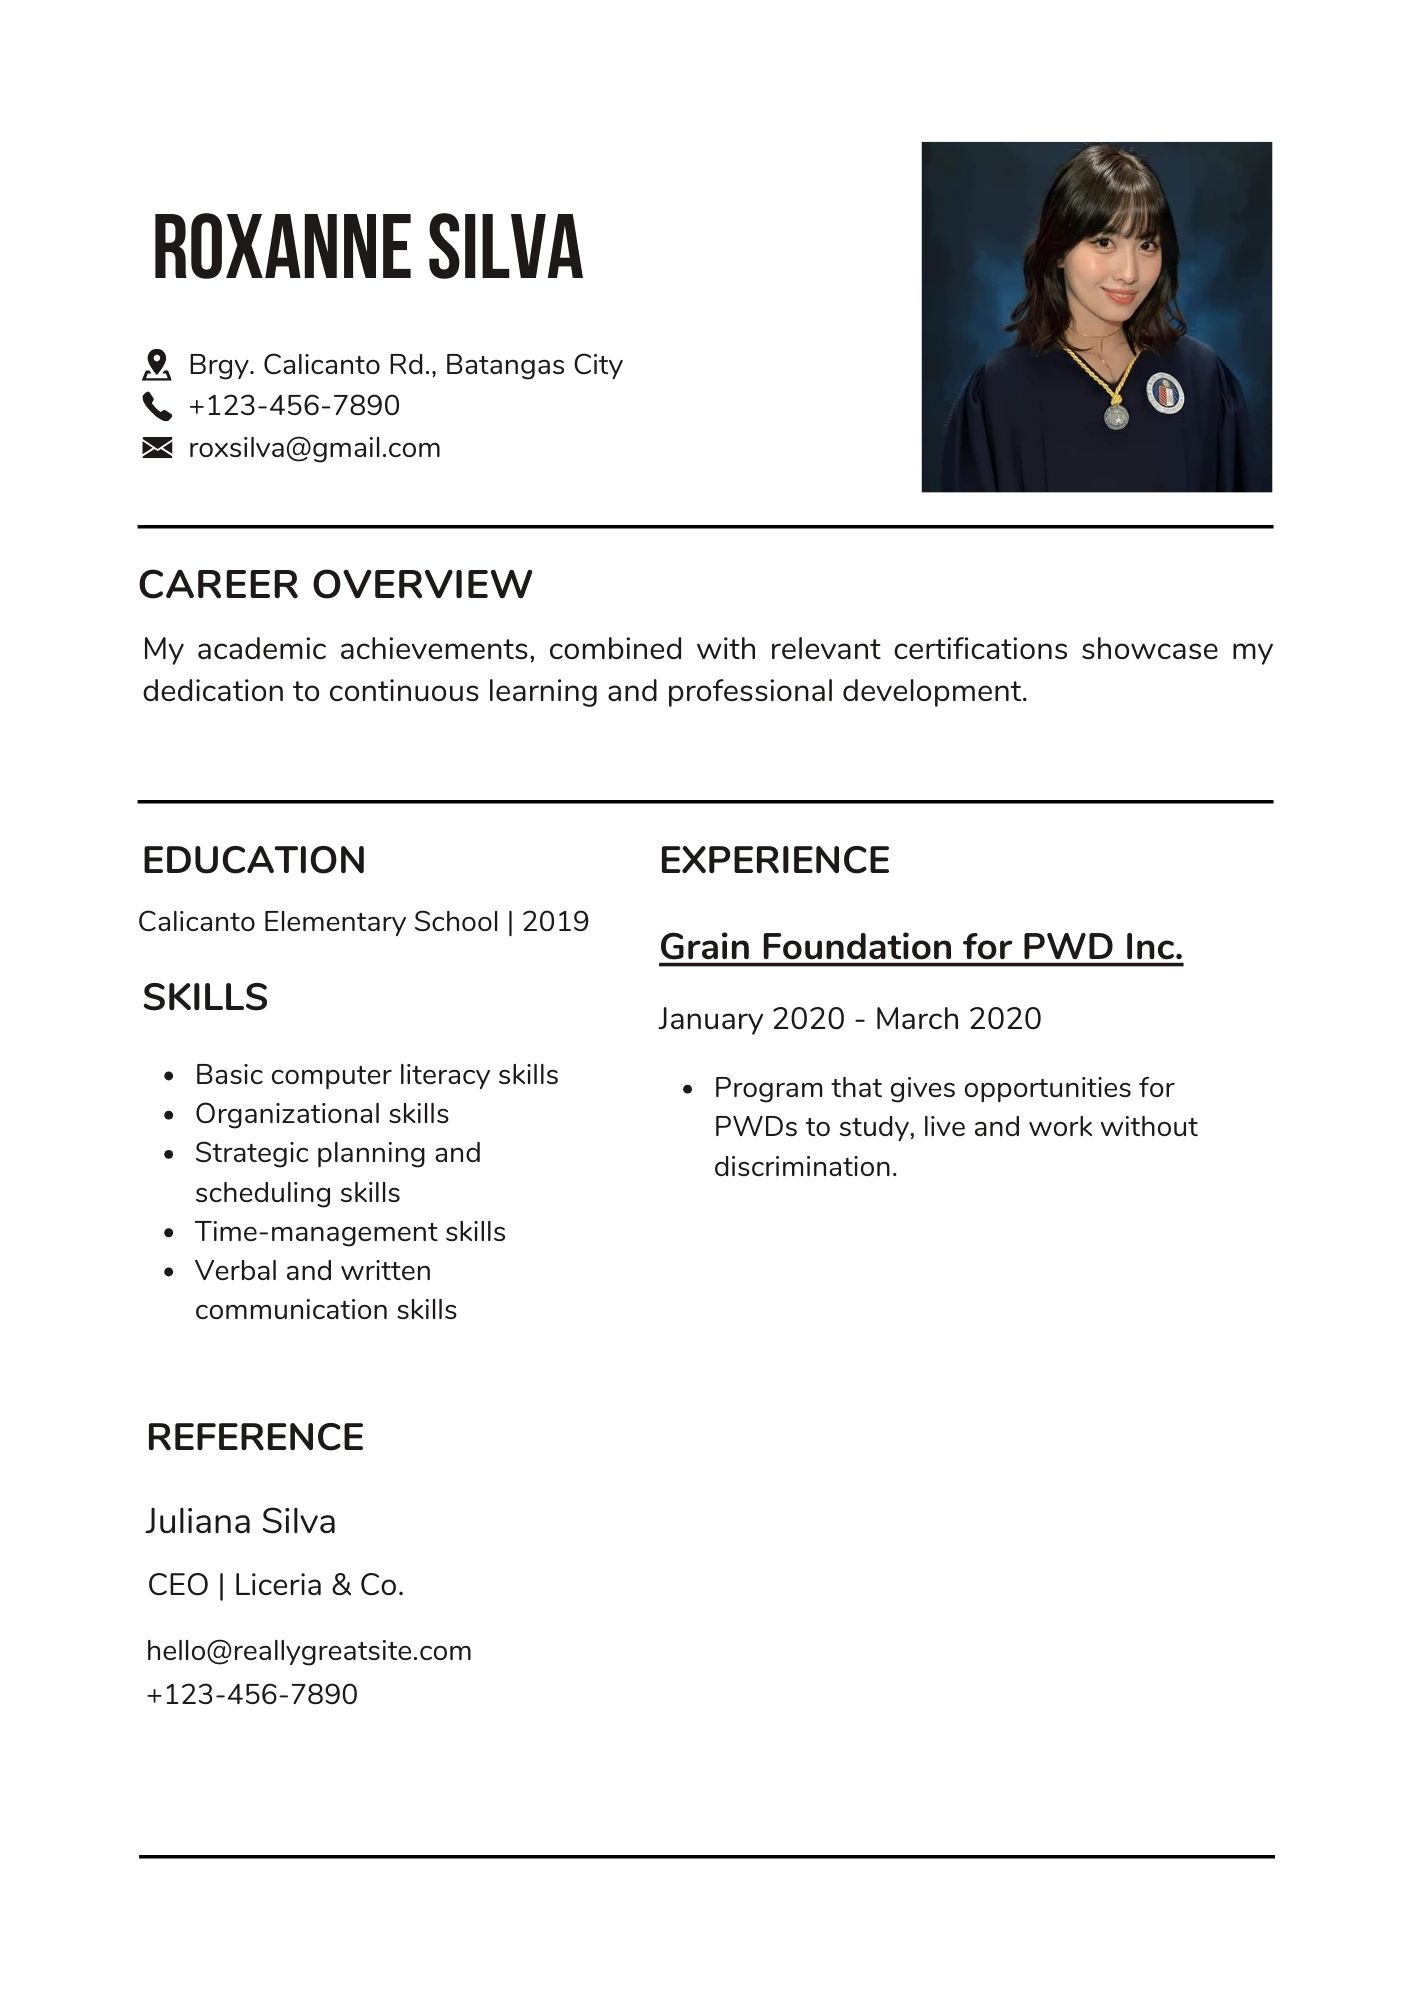 ROXANNE SILVA
Brgy. Calicanto Rd., Batangas City
+123-456-7890
roxsilva@gmail.com
CAREER OVERVIEW
My academic achievements, combined with relevant certifications showcase my
dedication to continuous learning and professional development.
EDUCATION
Calicanto Elementary School | 2019
SKILLS
• Basic computer literacy skills
• Organizational skills
• Strategic planning and
scheduling skills
• Time-management skills
• Verbal and written
communication skills
EXPERIENCE
Grain Foundation for PWD Inc.
January 2020 - March 2020
• Program that gives opportunities for
PWDs to study, live and work without
discrimination.
REFERENCE
Juliana Silva
CEO | Liceria & Co.
hello@reallygreatsite.com
+123-456-7890